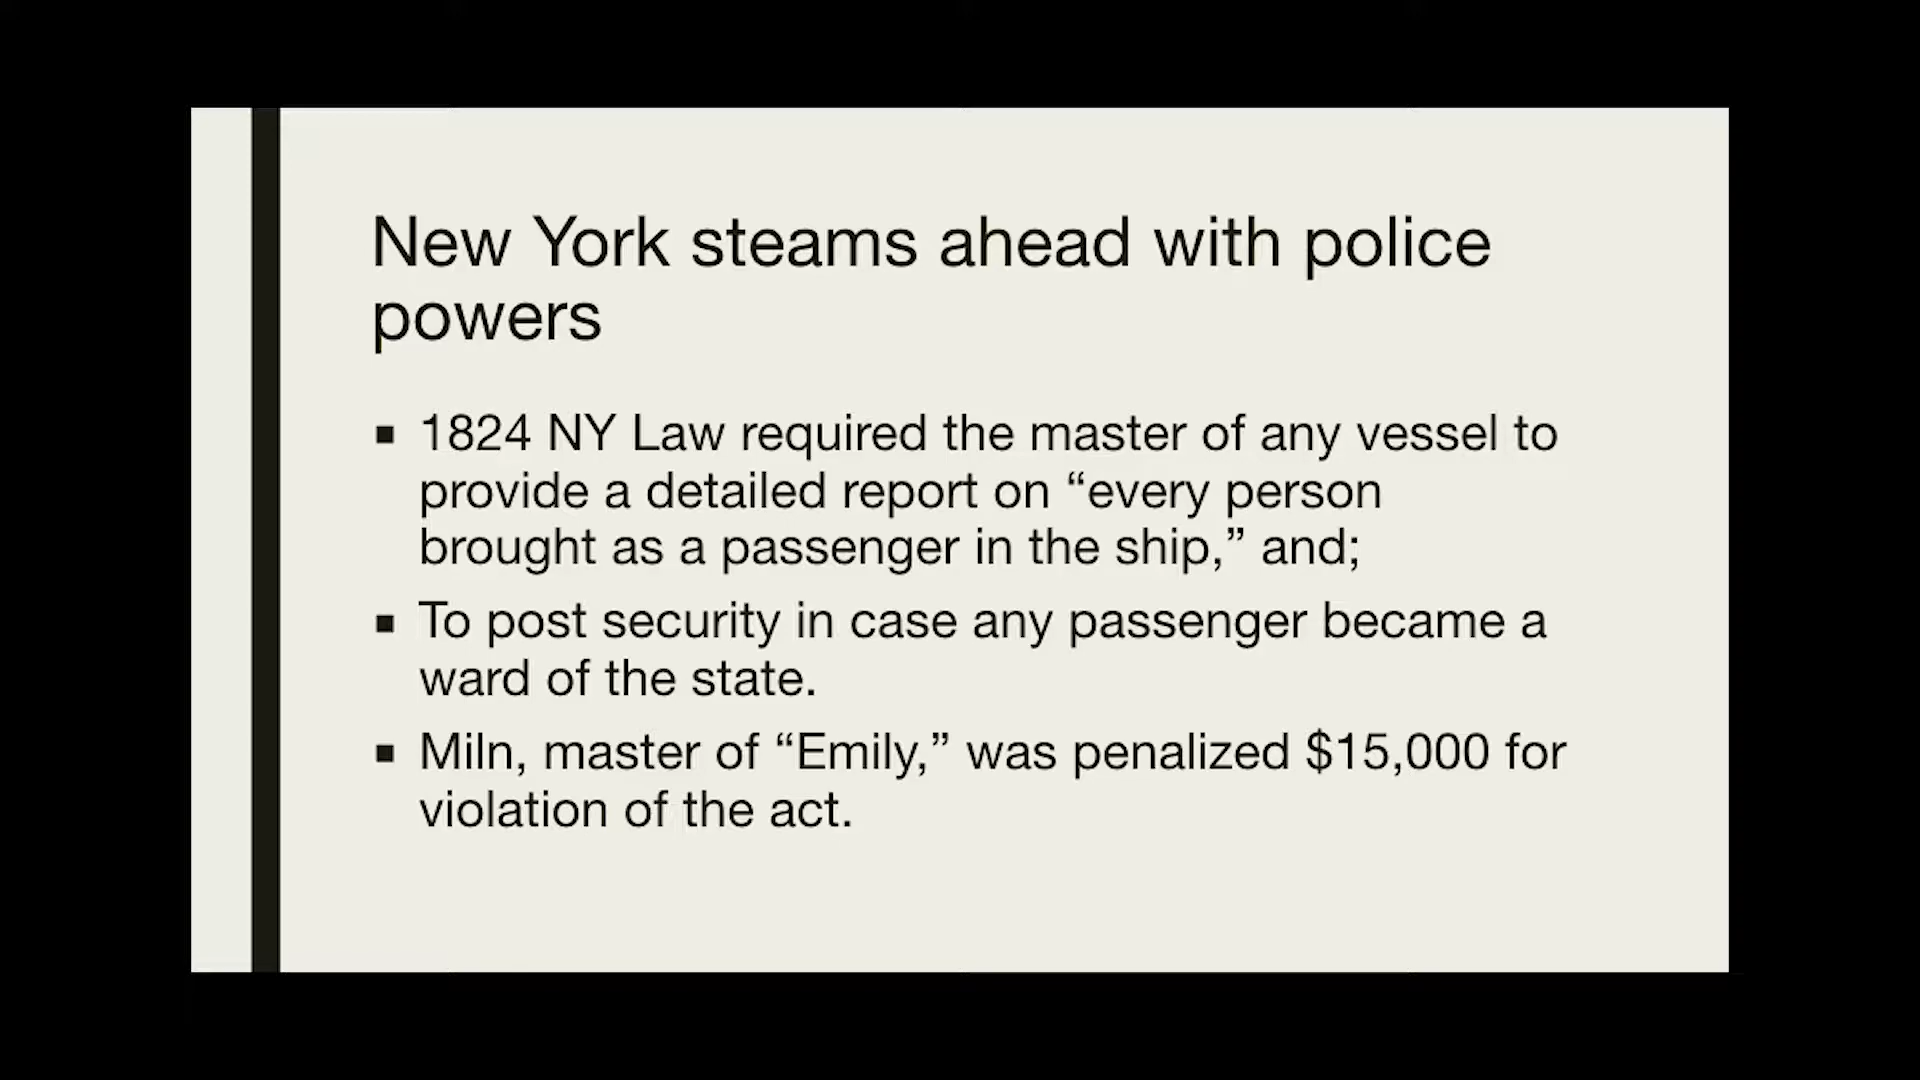 New York steams ahead with police
powers
▪ 1824 NY Law required the master of any vessel to
provide a detailed report on “every person
brought as a passenger in the ship,” and;
▪ To post security in case any passenger became a
ward of the state.
▪ Miln, master of “Emily,” was penalized $15,000 for
violation of the act.